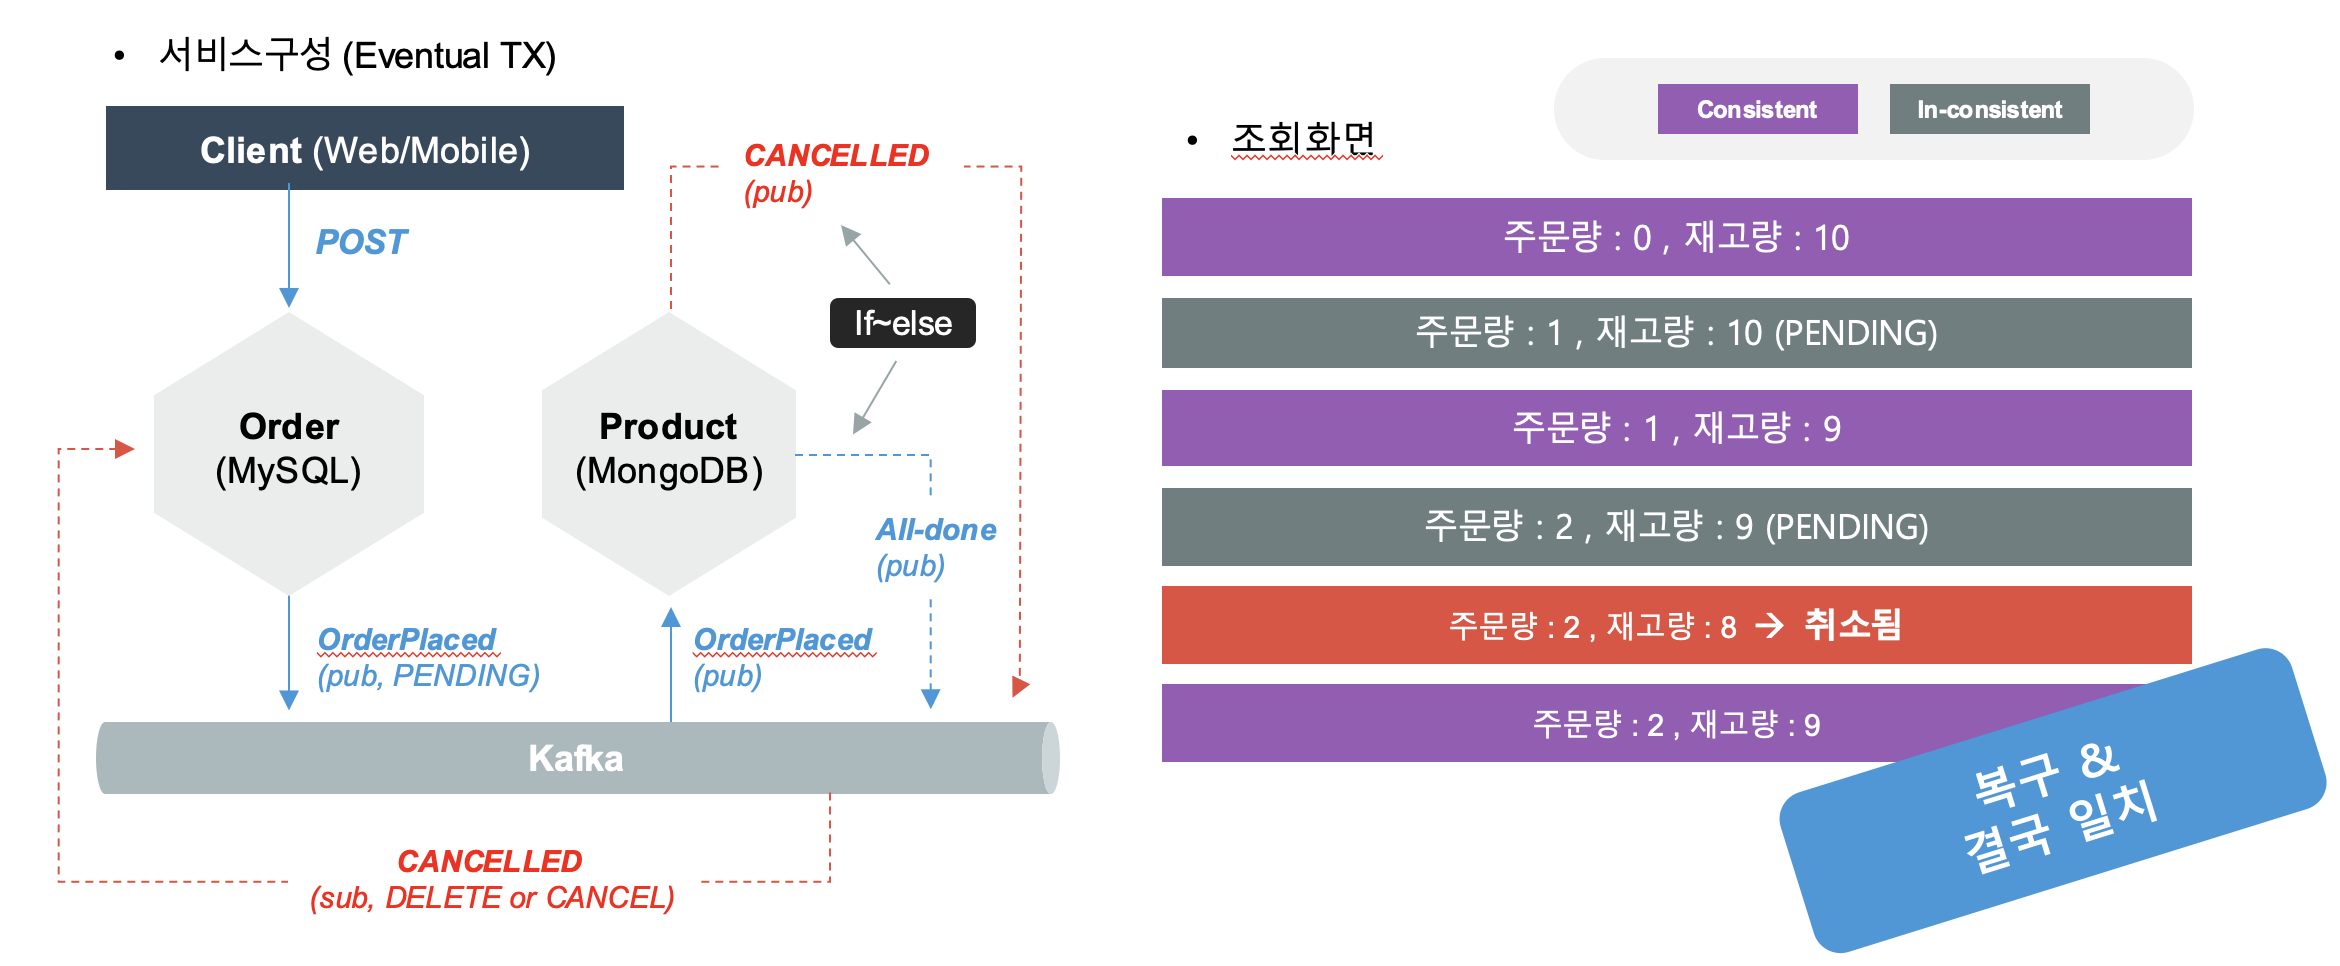 • 서비스구성 (Eventual TX)
Client (Web/Mobile)
POST
CANCELLED
(pub)
If~else
Order
(MySQL)
Product
(MongoDB)
All-done
(pub)
OrderPlaced
(pub, PENDING)
OrderPlaced
(pub)
Kafka
CANCELLED
(sub, DELETE or CANCEL)
• 조회화면
Consistent
In-consistent
주문량 : 0 , 재고량 : 10
주문량 : 1 , 재고량 : 10 (PENDING)
주문량 : 1 , 재고량 : 9
주문량 : 2 , 재고량 : 9 (PENDING)
주문량 : 2 , 재고량 : 8 → 취소됨
주문량 : 2 , 재고량 : 9
복구 &
결국 일치